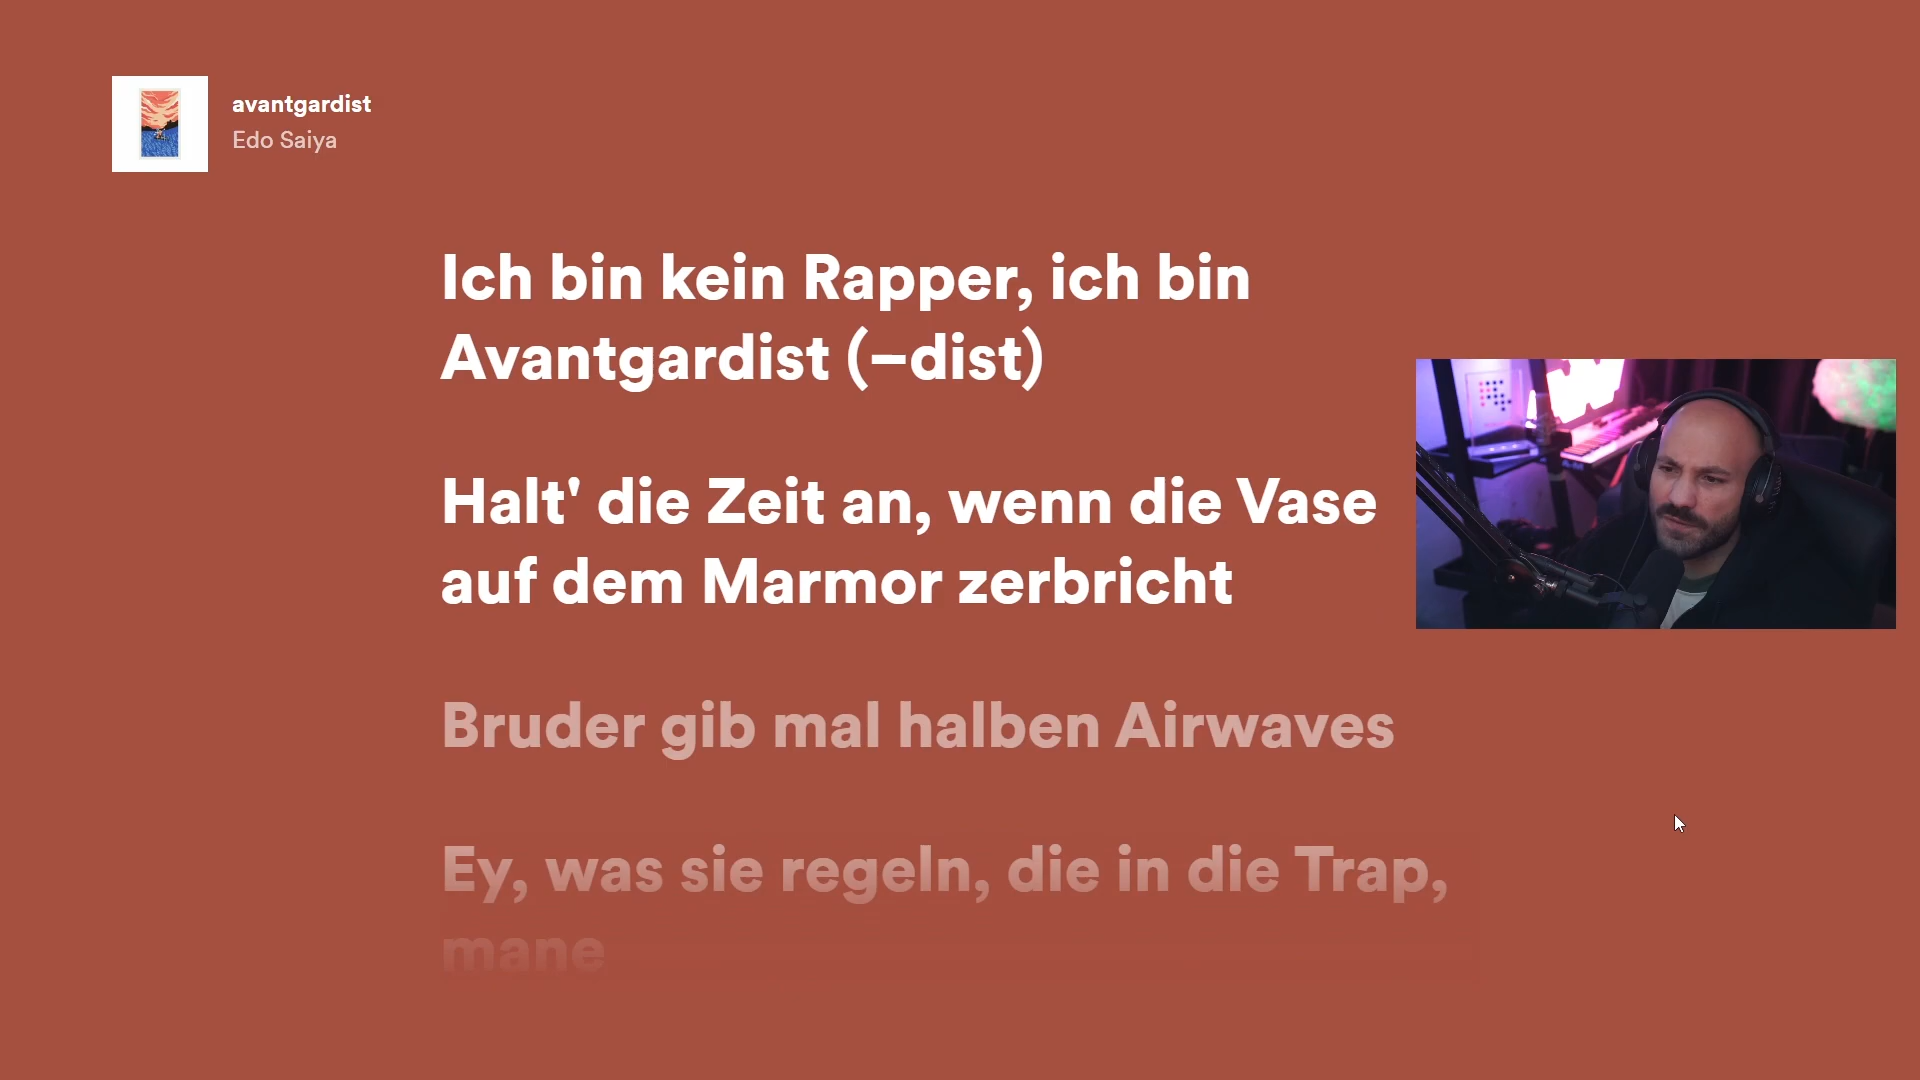 avantgardist
Edo Saiya
Ich bin kein Rapper, ich bin
Avantgardist (–dist)
Halt' die Zeit an, wenn die Vase
auf dem Marmor zerbricht
Bruder gib mal halben Airwaves
Ey, was sie regeln, die in die Trap,
mane